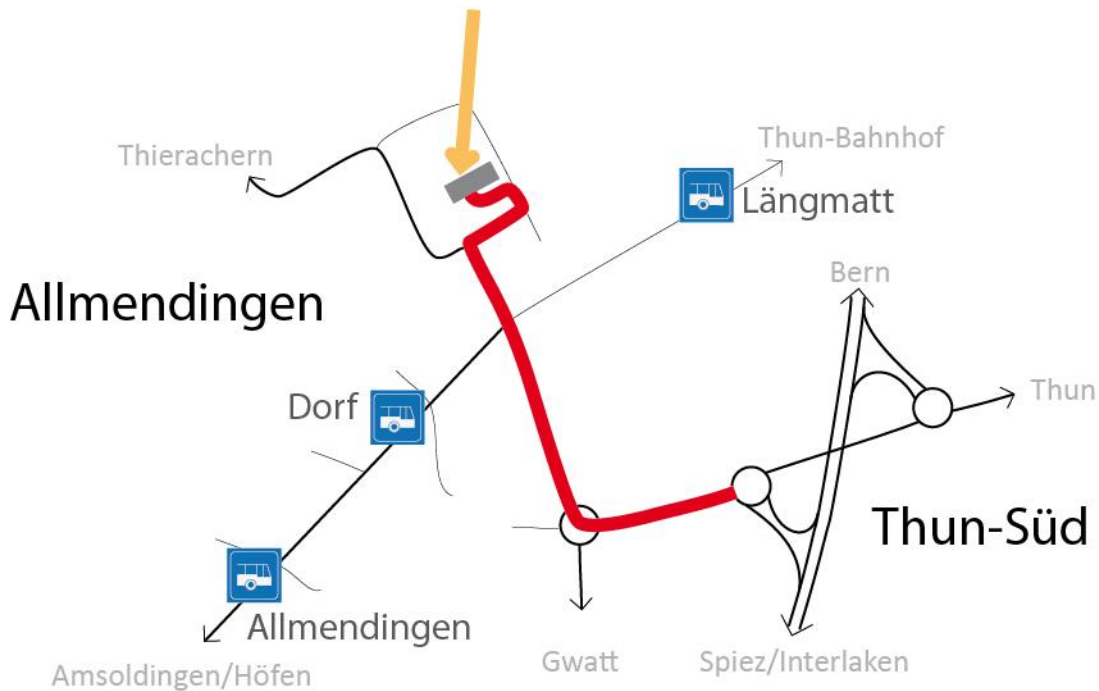 Thun-Bahnhof
Thierachern
Längmatt
Bern
Allmendingen
Thun
Dorf
Thun-Süd
Allmendingen
Gwatt
Spiez/Interlaken
Amsoldingen/Höfen